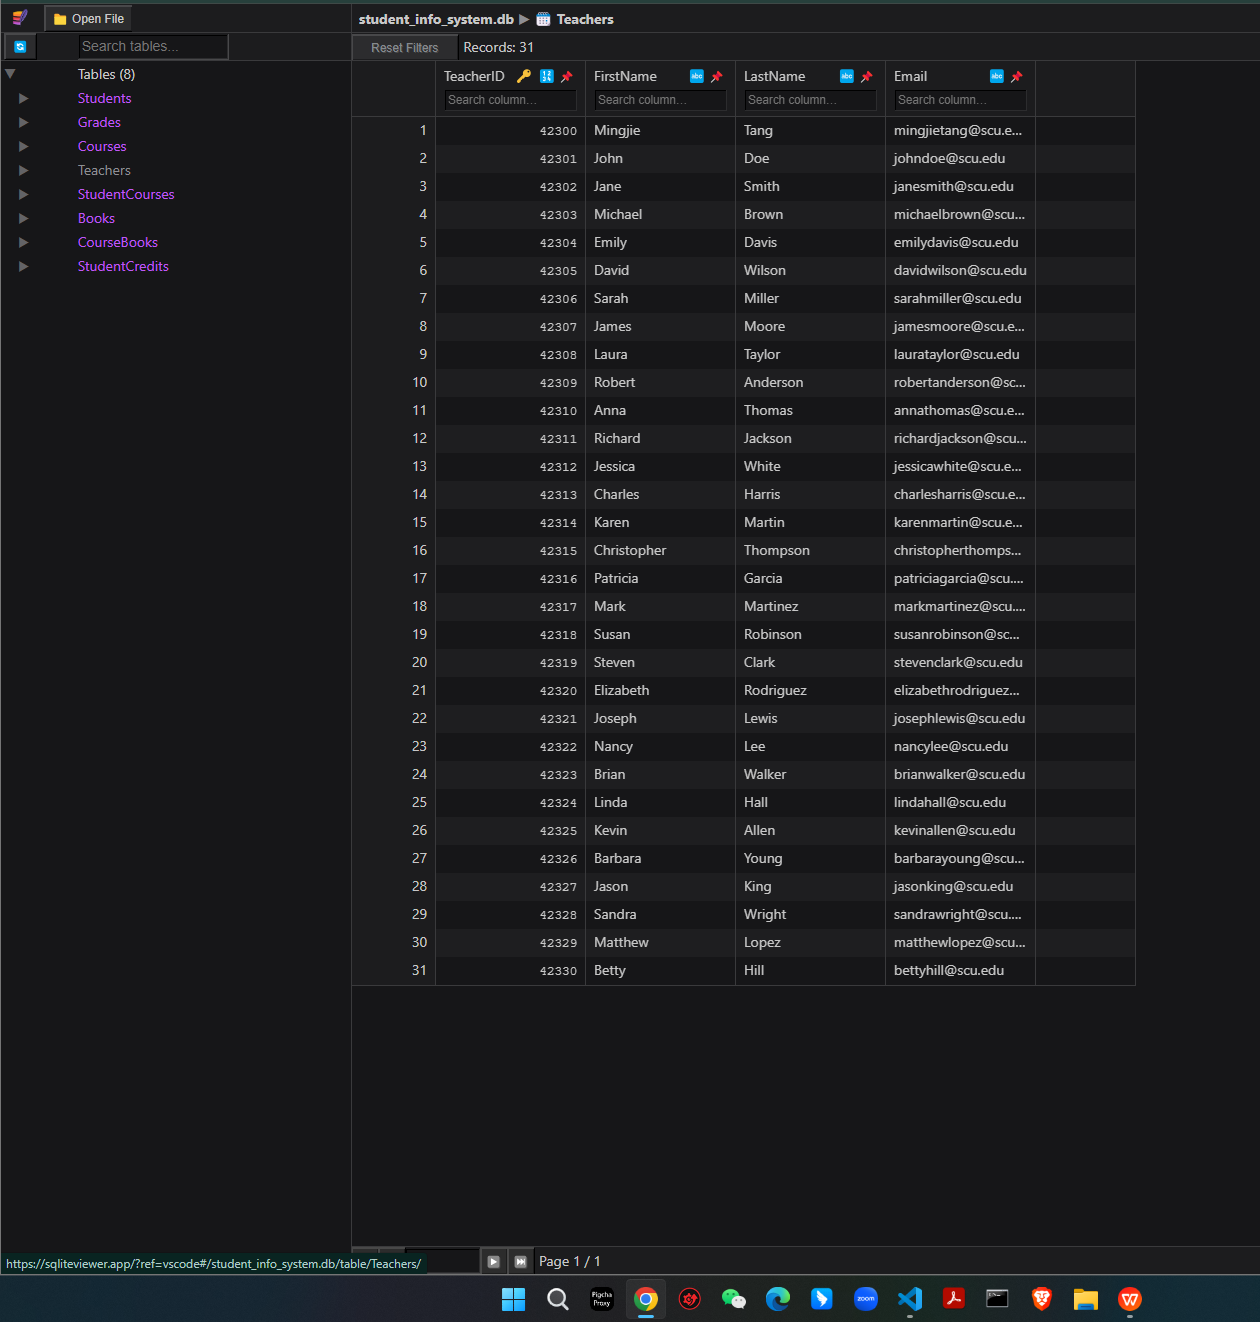 Open File
student_info_system.db ▶ Teachers
Search tables...
Reset Filters Records: 31
Tables (8)
Students
Grades
Courses
Teachers
StudentCourses
Books
CourseBooks
StudentCredits
TeacherID FirstName LastName Email
Search column... Search column... Search column... Search column...
1 42300 Mingjie Tang mingjietang@scu.e...
2 42301 John Doe johndoe@scu.edu
3 42302 Jane Smith janesmith@scu.edu
4 42303 Michael Brown michaelbrown@scu...
5 42304 Emily Davis emilydavis@scu.edu
6 42305 David Wilson davidwilson@scu.edu
7 42306 Sarah Miller sarahmiller@scu.edu
8 42307 James Moore jamesmoore@scu.e...
9 42308 Laura Taylor laurataylor@scu.edu
10 42309 Robert Anderson robertanderson@sc...
11 42310 Anna Thomas annathomas@scu.e...
12 42311 Richard Jackson richardjackson@scu...
13 42312 Jessica White jessicawhite@scu.e...
14 42313 Charles Harris charlesharris@scu.e...
15 42314 Karen Martin karenmartin@scu.e...
16 42315 Christopher Thompson christopherthomps...
17 42316 Patricia Garcia patriciagarcia@scu....
18 42317 Mark Martinez markmartinez@scu....
19 42318 Susan Robinson susanrobinson@sc...
20 42319 Steven Clark stevenclark@scu.edu
21 42320 Elizabeth Rodriguez elizabethrodriguez...
22 42321 Joseph Lewis josephlewis@scu.edu
23 42322 Nancy Lee nancylee@scu.edu
24 42323 Brian Walker brianwalker@scu.edu
25 42324 Linda Hall lindahall@scu.edu
26 42325 Kevin Allen kevinallen@scu.edu
27 42326 Barbara Young barbarayoung@scu...
28 42327 Jason King jasonking@scu.edu
29 42328 Sandra Wright sandrawright@scu....
30 42329 Matthew Lopez matthewlopez@scu...
31 42330 Betty Hill bettyhill@scu.edu
Page 1 / 1
https://sqliteviewer.app/?ref=vscode#/student_info_system.db/table/Teachers/
Pigcha
Proxy
zoom